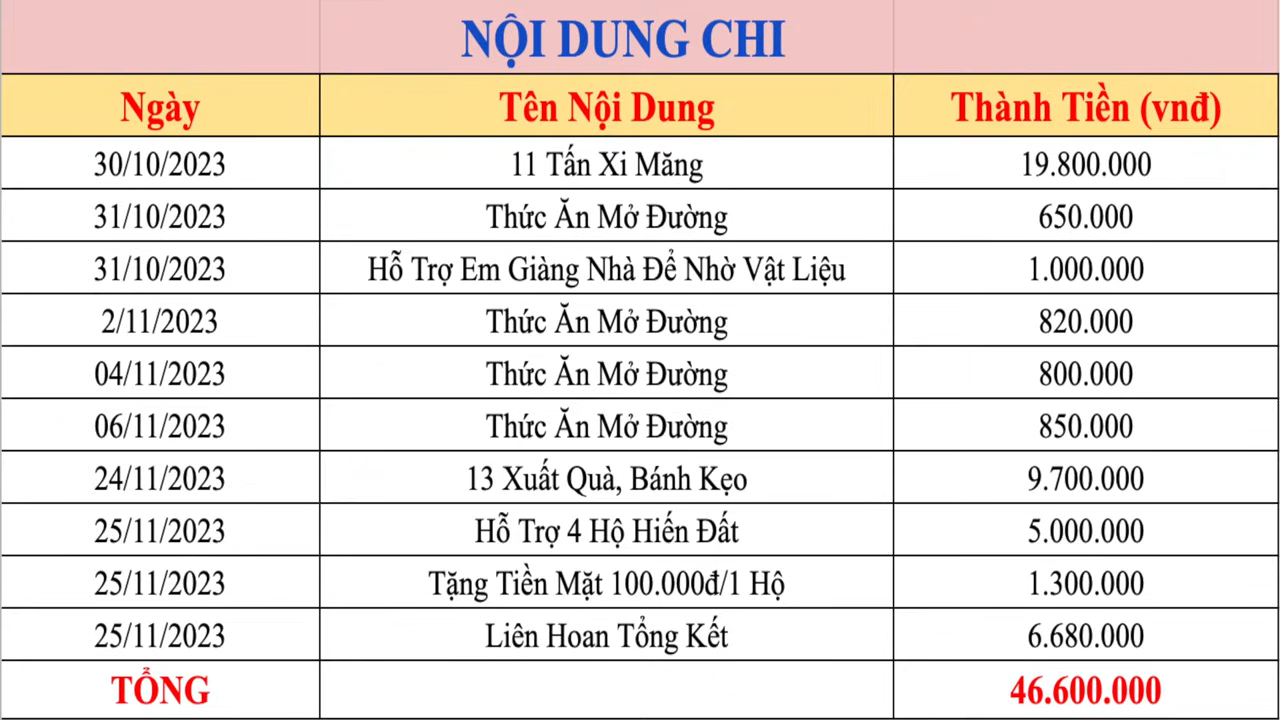 NỘI DUNG CHI
Ngày Tên Nội Dung Thành Tiền (vnđ)
30/10/2023 11 Tấn Xi Măng 19.800.000
31/10/2023 Thức Ăn Mở Đường 650.000
31/10/2023 Hỗ Trợ Em Giàng Nhà Để Nhờ Vật Liệu 1.000.000
2/11/2023 Thức Ăn Mở Đường 820.000
04/11/2023 Thức Ăn Mở Đường 800.000
06/11/2023 Thức Ăn Mở Đường 850.000
24/11/2023 13 Xuất Quà, Bánh Kẹo 9.700.000
25/11/2023 Hỗ Trợ 4 Hộ Hiến Đất 5.000.000
25/11/2023 Tặng Tiền Mặt 100.000đ/1 Hộ 1.300.000
25/11/2023 Liên Hoan Tổng Kết 6.680.000
TỔNG 46.600.000